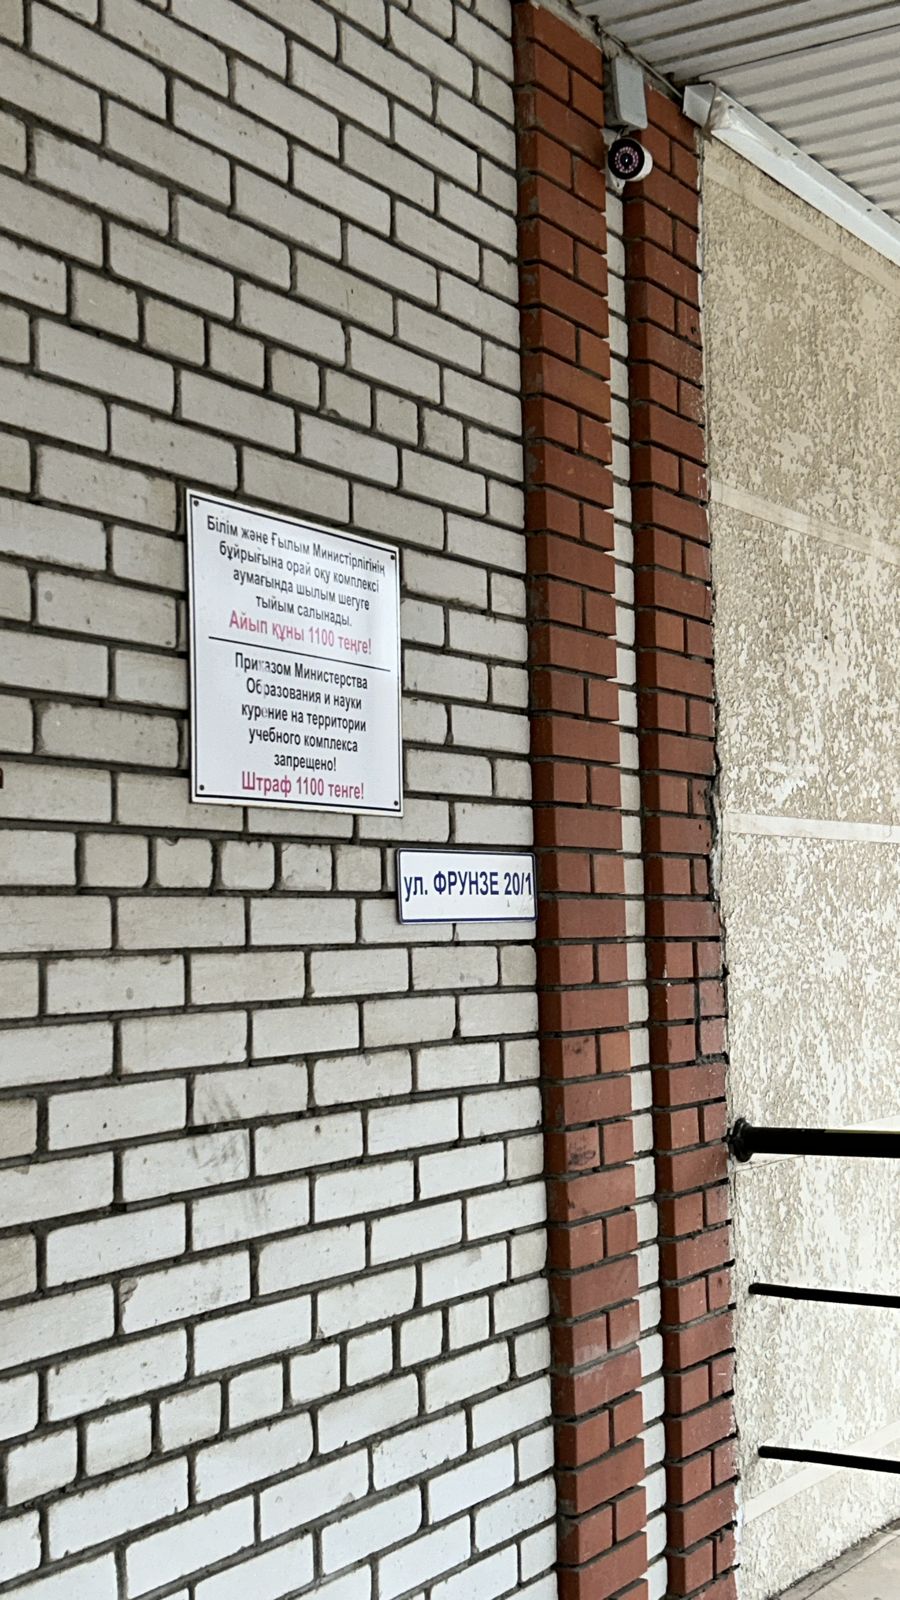 Білім және Ғылым Министірлігінің
бұйрығына орай оқу комплексі
аумағында шылым шегуге
тыйым салынады.
Айып құны 1100 теңге!
Приказом Министерства
Образования и науки
курение на территории
учебного комплекса
запрещено!
Штраф 1100 тенге!
ул. ФРУНЗЕ 20/1